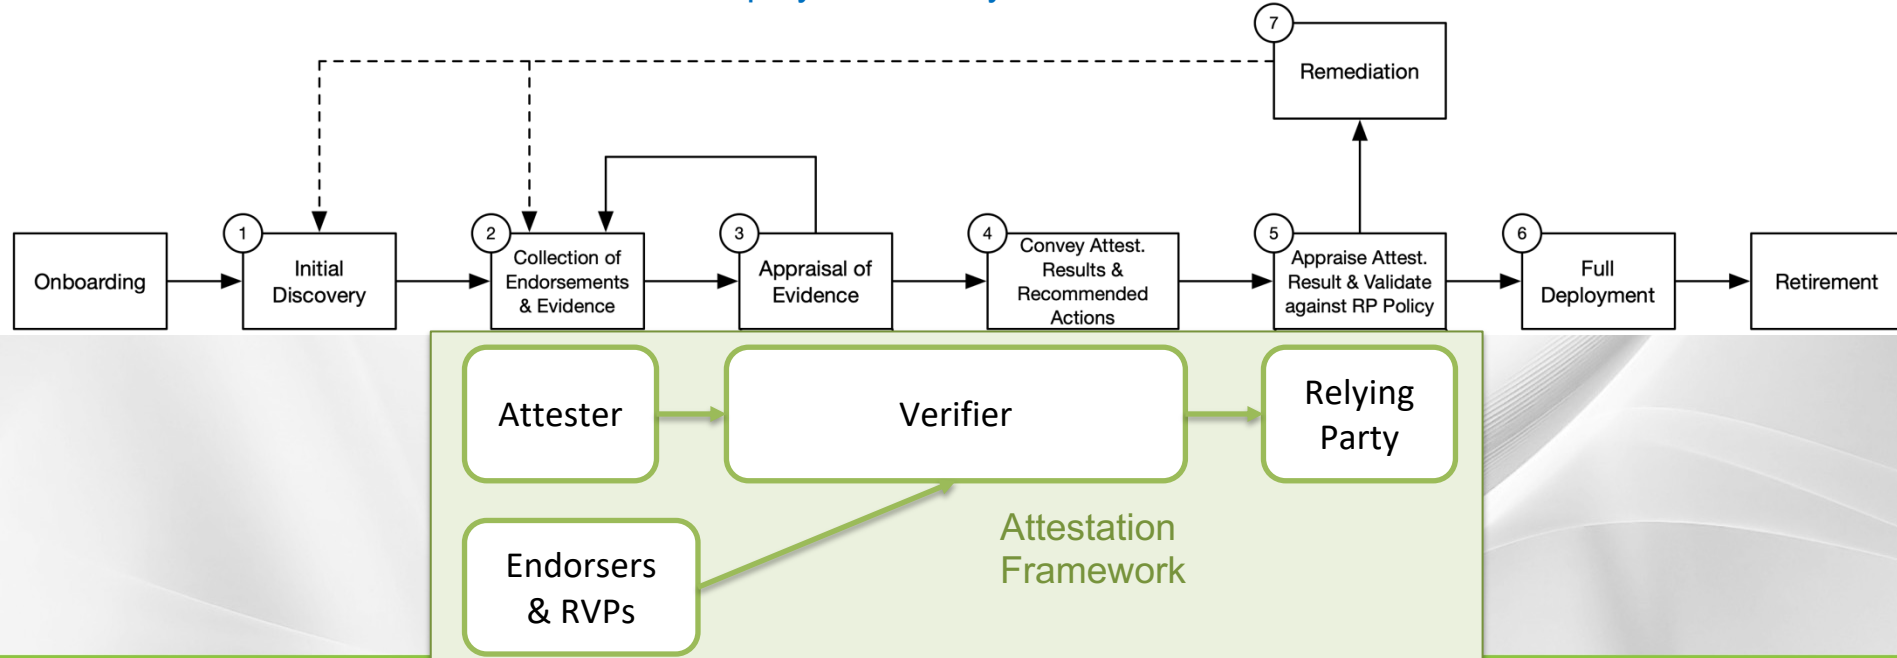 7
Remediation
Onboarding
1
Initial
Discovery
2
Collection of
Endorsements
& Evidence
3
Appraisal of
Evidence
4
Convey Attest.
Results &
Recommended
Actions
5
Appraise Attest.
Result & Validate
against RP Policy
6
Full
Deployment
Retirement
Attester
Verifier
Relying
Party
Endorsers
& RVPs
Attestation
Framework